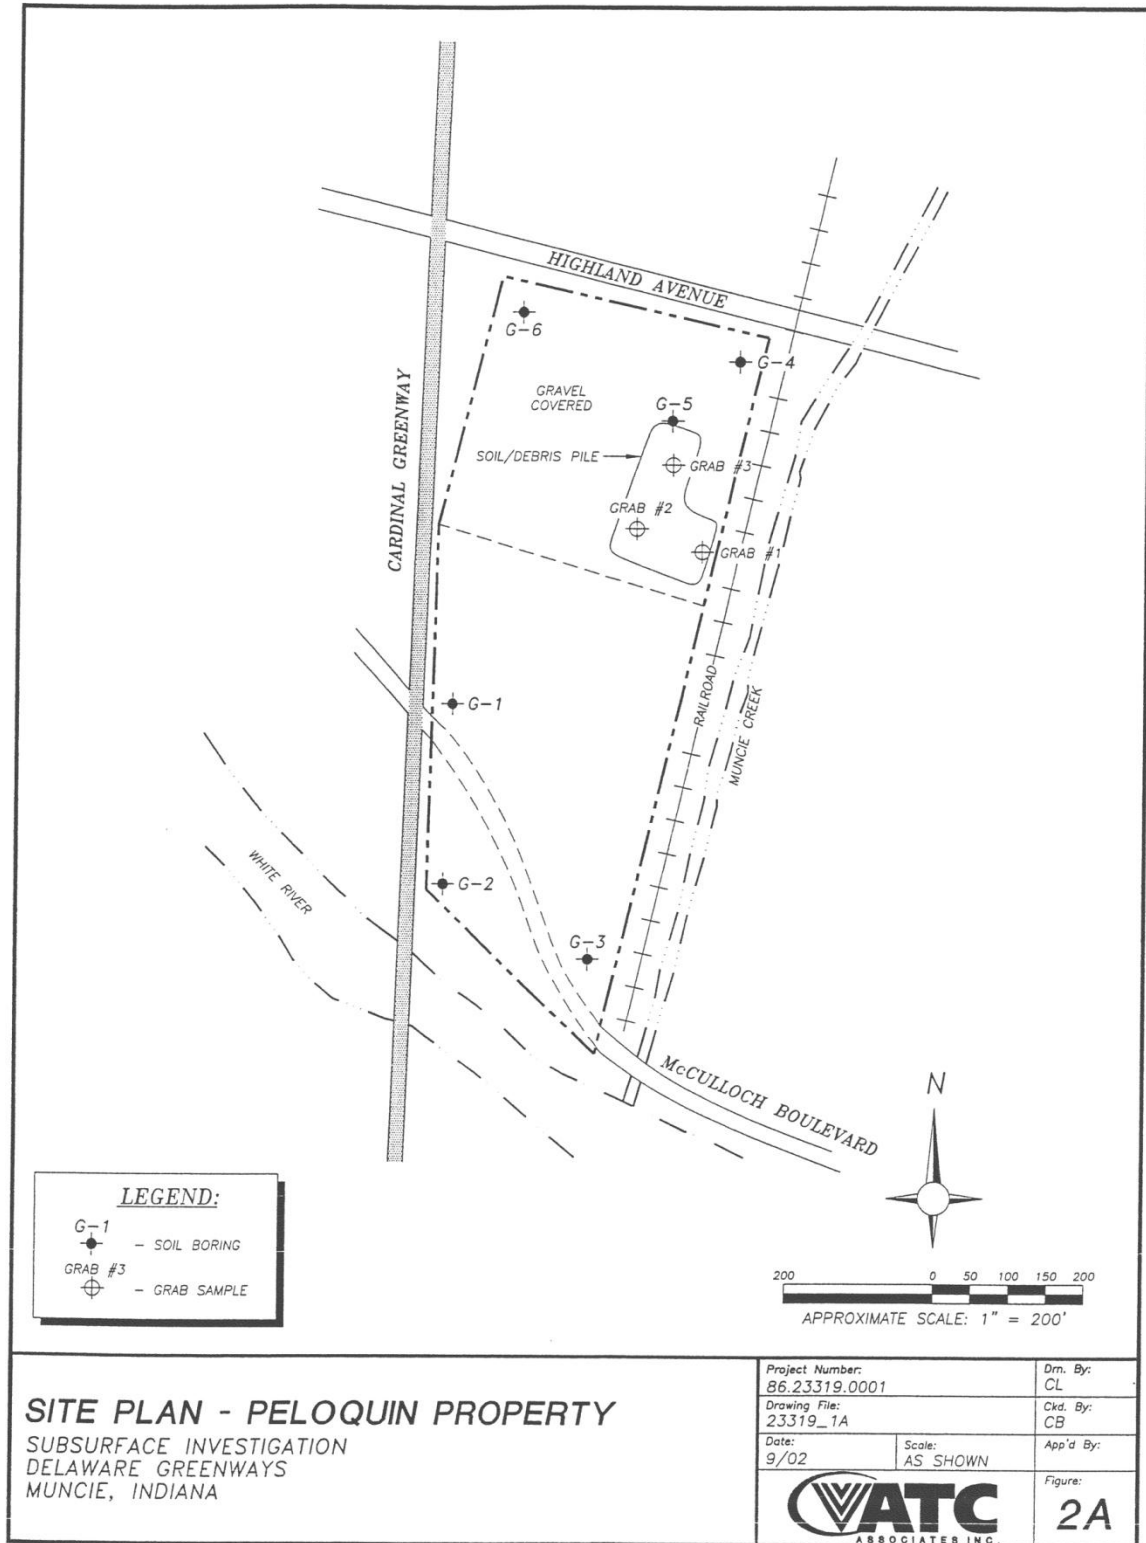 HIGHLAND AVENUE
G-6
G-4
GRAVEL
COVERED
G-5
CARDINAL GREENWAY
SOIL/DEBRIS PILE
GRAB #3
GRAB #2
GRAB #1
G-1
RAILROAD
MUNCIE CREEK
WHITE RIVER
G-2
G-3
McCULLOCH BOULEVARD
N
LEGEND:
G-1
- SOIL BORING
GRAB #3
- GRAB SAMPLE
200 0 50 100 150 200
APPROXIMATE SCALE: 1" = 200'
SITE PLAN - PELOQUIN PROPERTY
SUBSURFACE INVESTIGATION
DELAWARE GREENWAYS
MUNCIE, INDIANA
Project Number:
86.23319.0001
Drn. By:
CL
Drawing File:
23319_1A
Ckd. By:
CB
Date:
9/02
Scale:
AS SHOWN
App'd By:
ATC
ASSOCIATES INC.
Figure:
2A